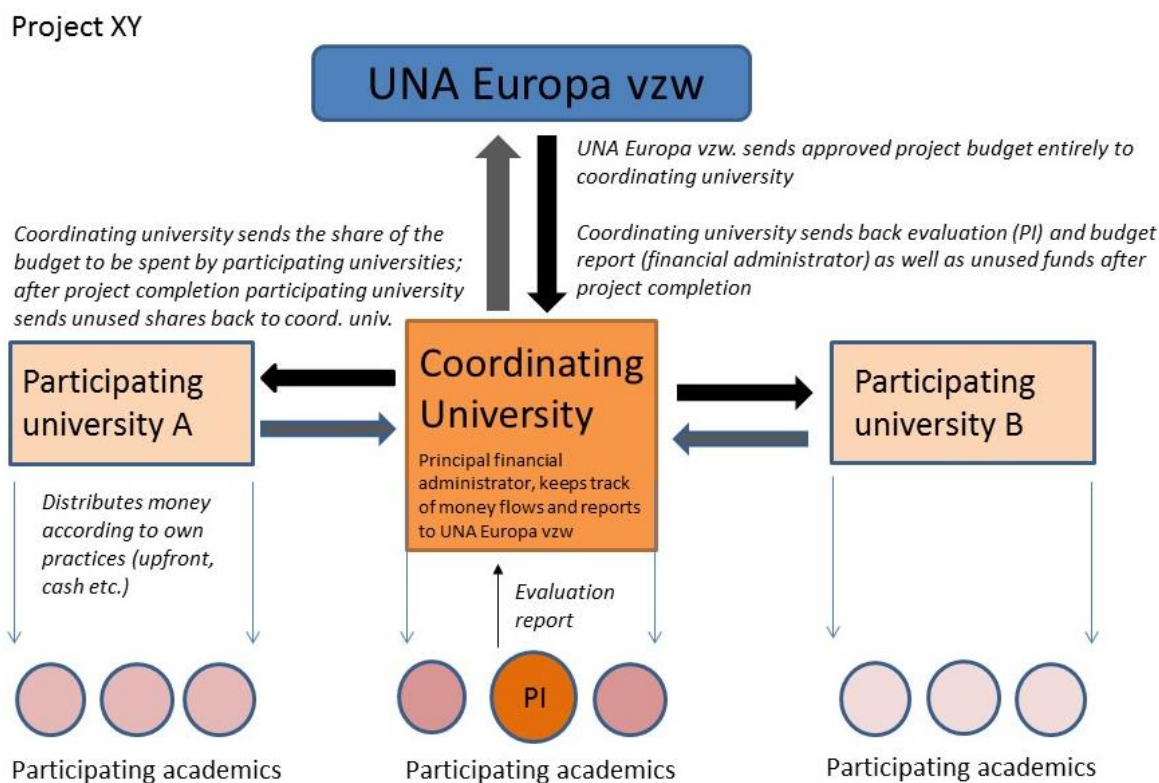 Project XY
UNA Europa vzw
UNA Europa vzw. sends approved project budget entirely to
coordinating university
Coordinating university sends back evaluation (PI) and budget
report (financial administrator) as well as unused funds after
project completion
Coordinating university sends the share of the
budget to be spent by participating universities;
after project completion participating university
sends unused shares back to coord. univ.
Participating
university A
Coordinating
University
Principal financial
administrator, keeps track
of money flows and reports
to UNA Europa vzw
Participating
university B
Distributes money
according to own
practices (upfront,
cash etc.)
Evaluation
report
PI
Participating academics
Participating academics
Participating academics